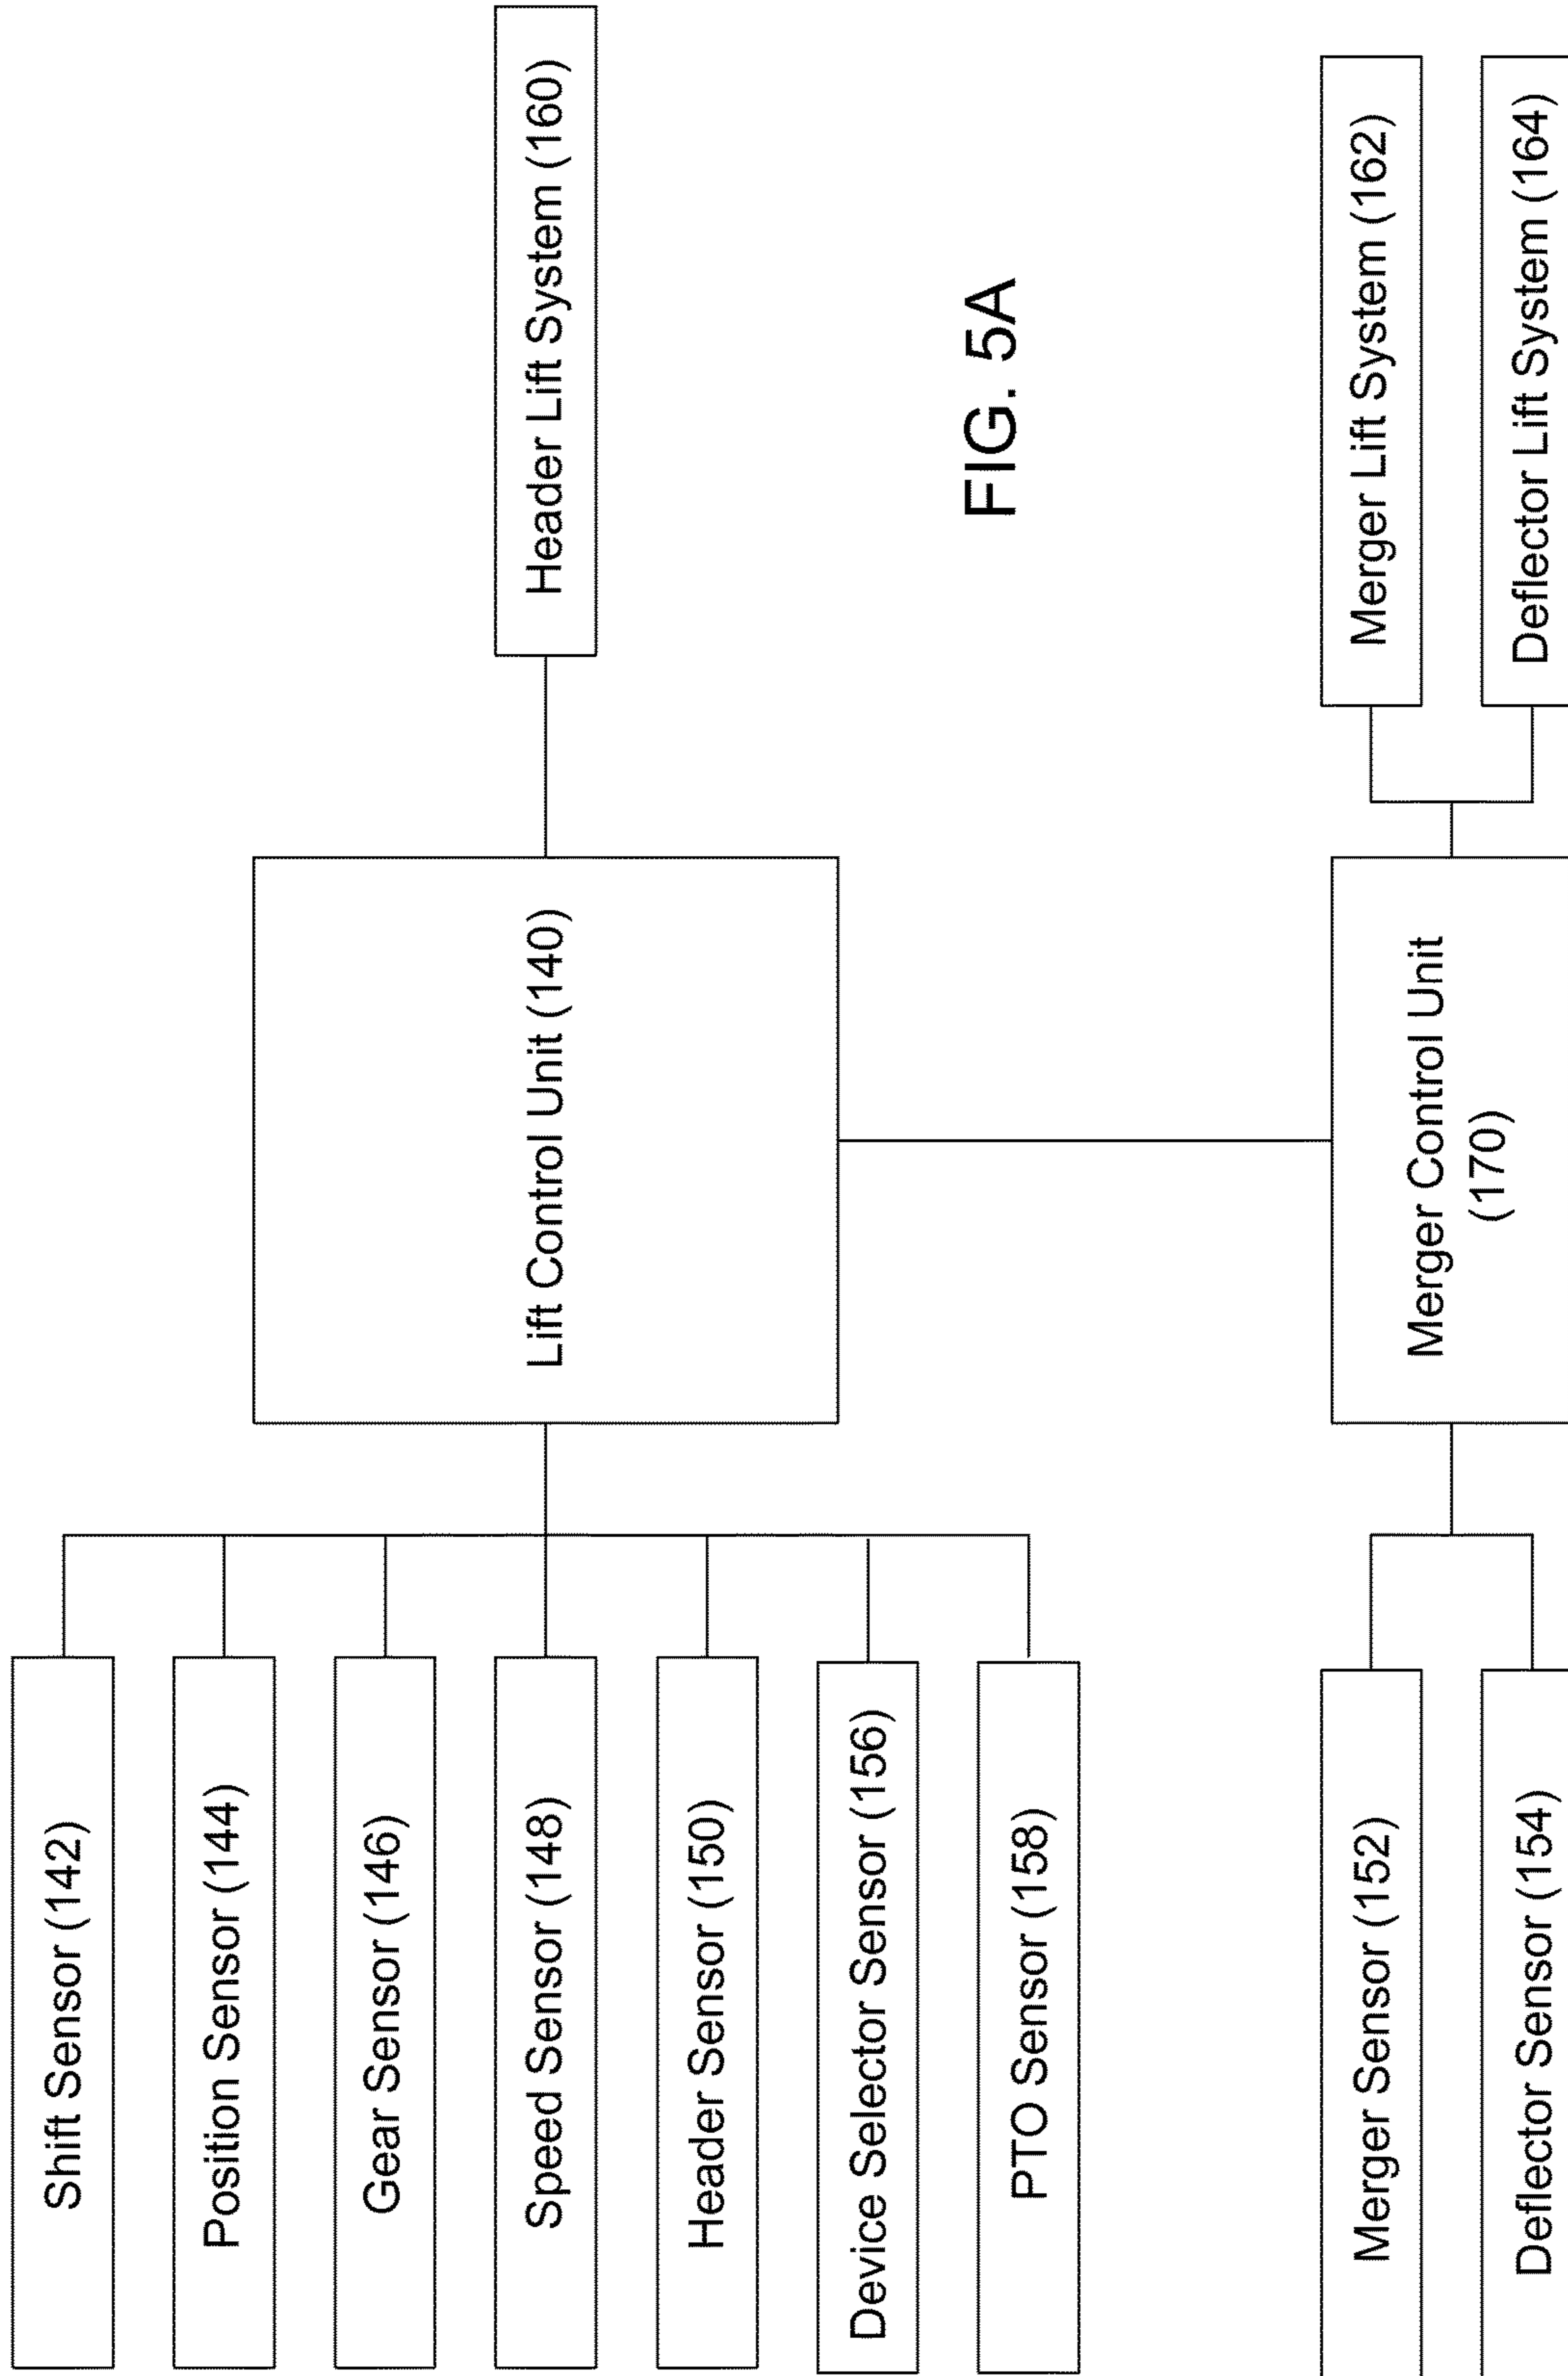 Shift Sensor (142)
Position Sensor (144)
Gear Sensor (146)
Speed Sensor (148)
Header Sensor (150)
Device Selector Sensor (156)
PTO Sensor (158)
Lift Control Unit (140)
Header Lift System (160)
FIG. 5A
Merger Sensor (152)
Deflector Sensor (154)
Merger Control Unit
(170)
Merger Lift System (162)
Deflector Lift System (164)